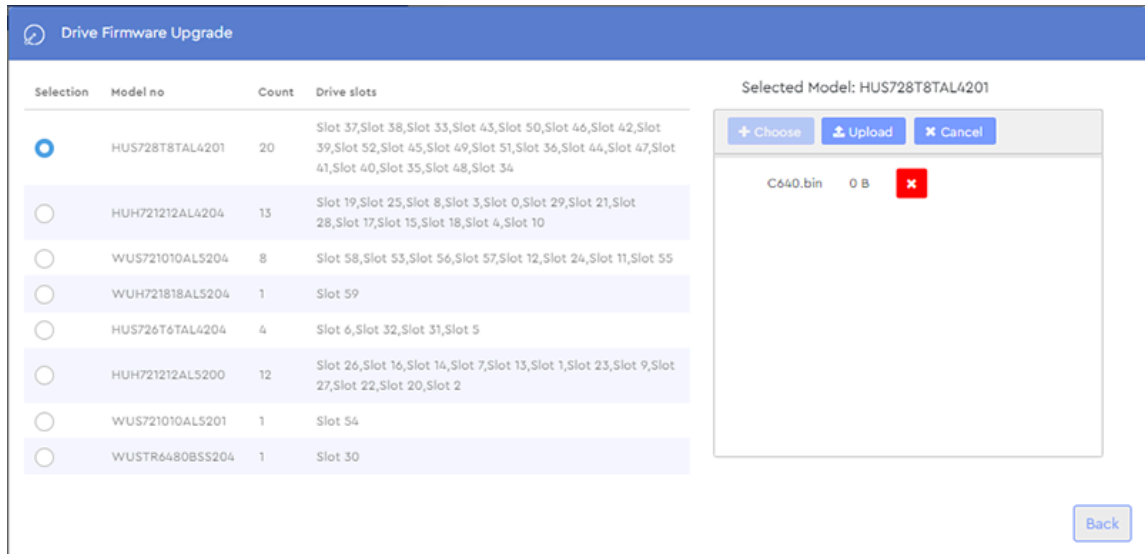 Drive Firmware Upgrade
Selection Model no Count Drive slots
HUS728T8TAL4201 20 Slot 37,Slot 38,Slot 33,Slot 43,Slot 50,Slot 46,Slot 42,Slot
39,Slot 52,Slot 45,Slot 49,Slot 51,Slot 36,Slot 44,Slot 47,Slot
41,Slot 40,Slot 35,Slot 48,Slot 34
HUH721212AL4204 13 Slot 19,Slot 25,Slot 8,Slot 3,Slot 0,Slot 29,Slot 21,Slot
28,Slot 17,Slot 15,Slot 18,Slot 4,Slot 10
WUS721010AL5204 8 Slot 58,Slot 53,Slot 56,Slot 57,Slot 12,Slot 24,Slot 11,Slot 55
WUH721818AL5204 1 Slot 59
HUS726T6TAL4204 4 Slot 6,Slot 32,Slot 31,Slot 5
HUH721212AL5200 12 Slot 26,Slot 16,Slot 14,Slot 7,Slot 13,Slot 1,Slot 23,Slot 9,Slot
27,Slot 22,Slot 20,Slot 2
WUS721010AL5201 1 Slot 54
WUSTR6480BSS204 1 Slot 30
Selected Model: HUS728T8TAL4201
+ Choose Upload × Cancel
C640.bin 0 B ×
Back